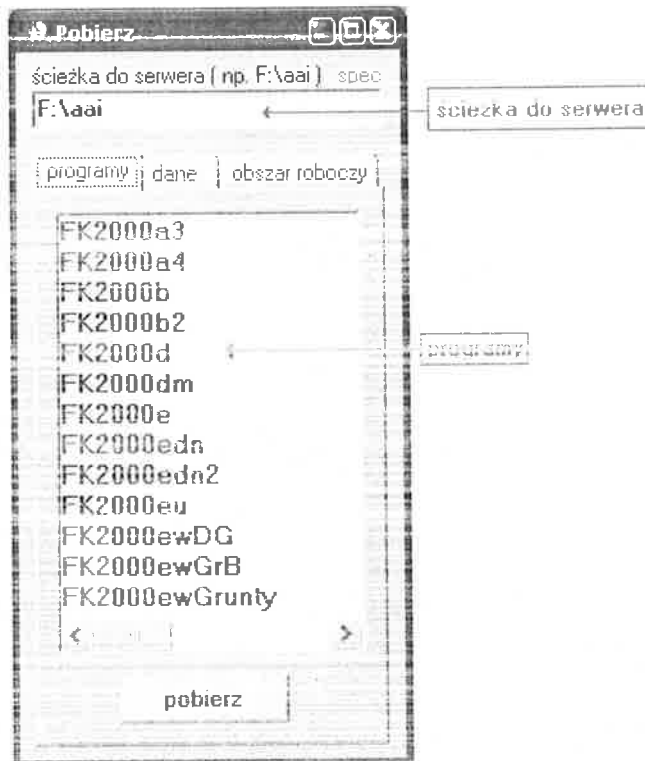 Pobierz
ścieżka do serwera ( np. F:\aai ) spec
F:\aai
ścieżka do serwera
programy dane obszar roboczy
FK2000a3
FK2000a4
FK2000b
FK2000b2
FK2000d
programy
FK2000dm
FK2000e
FK2000edn
FK2000edn2
FK2000eu
FK2000ewDG
FK2000ewGrB
FK2000ewGrunty
pobierz